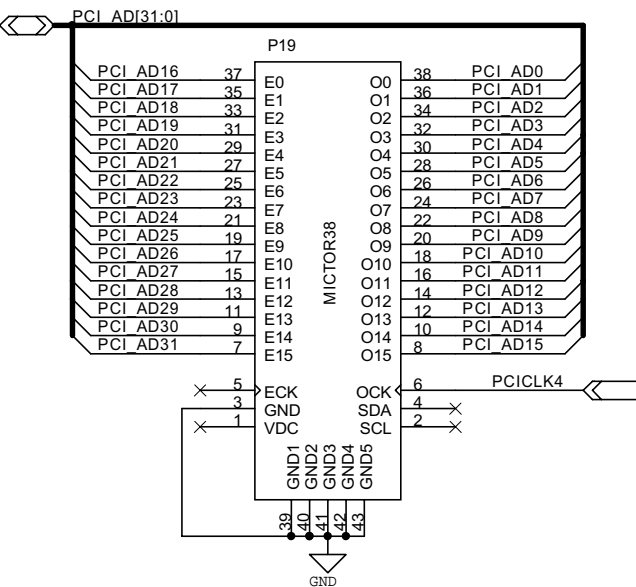 PCI_AD[31:0]
P19
PCI_AD16 37 E0 O0 38 PCI_AD0
PCI_AD17 35 E1 O1 36 PCI_AD1
PCI_AD18 33 E2 O2 34 PCI_AD2
PCI_AD19 31 E3 O3 32 PCI_AD3
PCI_AD20 29 E4 O4 30 PCI_AD4
PCI_AD21 27 E5 O5 28 PCI_AD5
PCI_AD22 25 E6 O6 26 PCI_AD6
PCI_AD23 23 E7 O7 24 PCI_AD7
PCI_AD24 21 E8 O8 22 PCI_AD8
PCI_AD25 19 E9 O9 20 PCI_AD9
PCI_AD26 17 E10 O10 18 PCI_AD10
PCI_AD27 15 E11 O11 16 PCI_AD11
PCI_AD28 13 E12 O12 14 PCI_AD12
PCI_AD29 11 E13 O13 12 PCI_AD13
PCI_AD30 9 E14 O14 10 PCI_AD14
PCI_AD31 7 E15 O15 8 PCI_AD15
MICTOR38
5 ECK OCK 6 PCICLK4
3 GND SDA 4
1 VDC SCL 2
GND1 GND2 GND3 GND4 GND5
39 40 41 42 43
GND